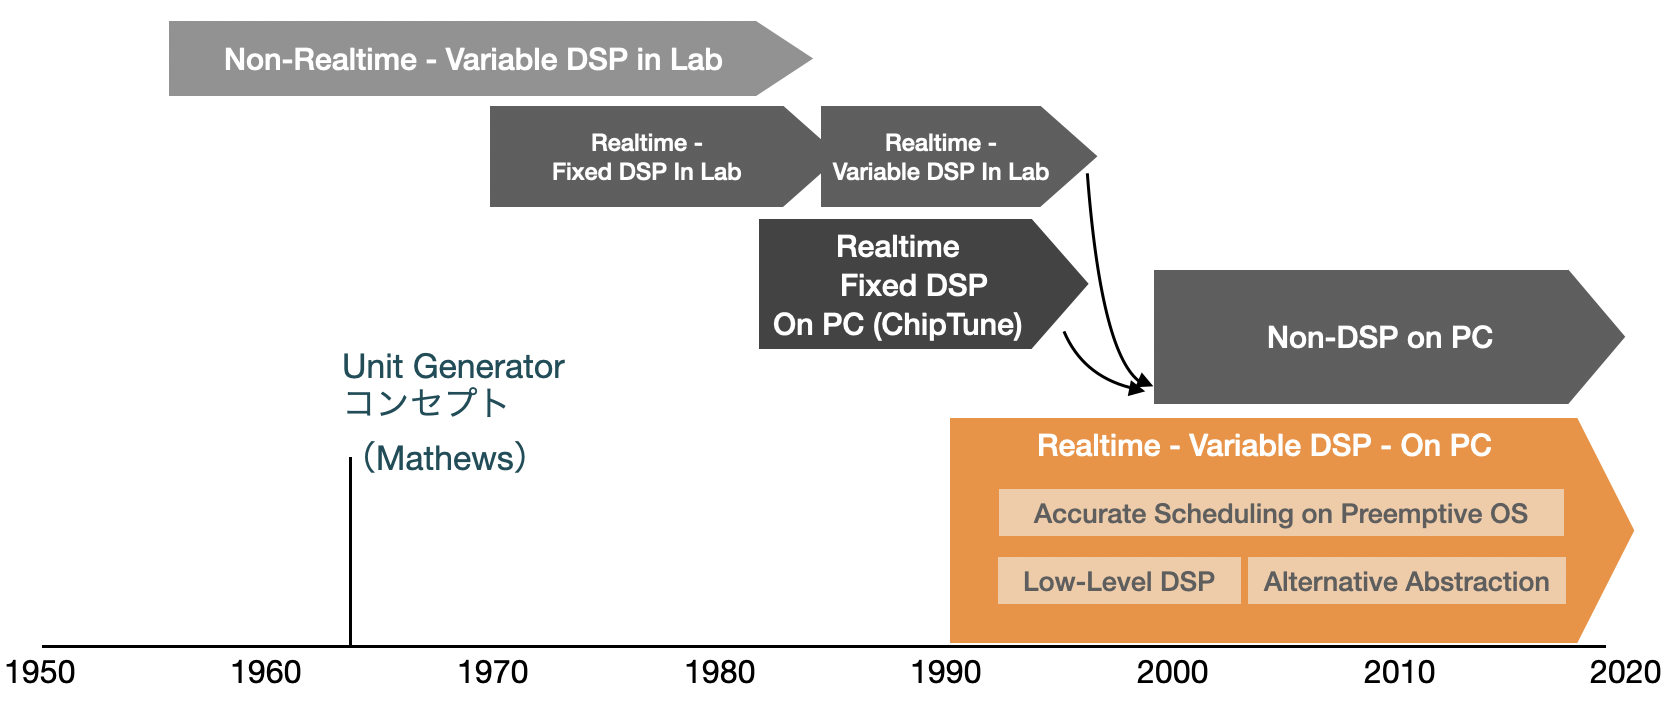 Non-Realtime - Variable DSP in Lab
Realtime -
Fixed DSP In Lab
Realtime -
Variable DSP In Lab
Realtime
Fixed DSP
On PC (ChipTune)
Unit Generator
コンセプト
（Mathews）
Non-DSP on PC
Realtime - Variable DSP - On PC
Accurate Scheduling on Preemptive OS
Low-Level DSP
Alternative Abstraction
1950 1960 1970 1980 1990 2000 2010 2020